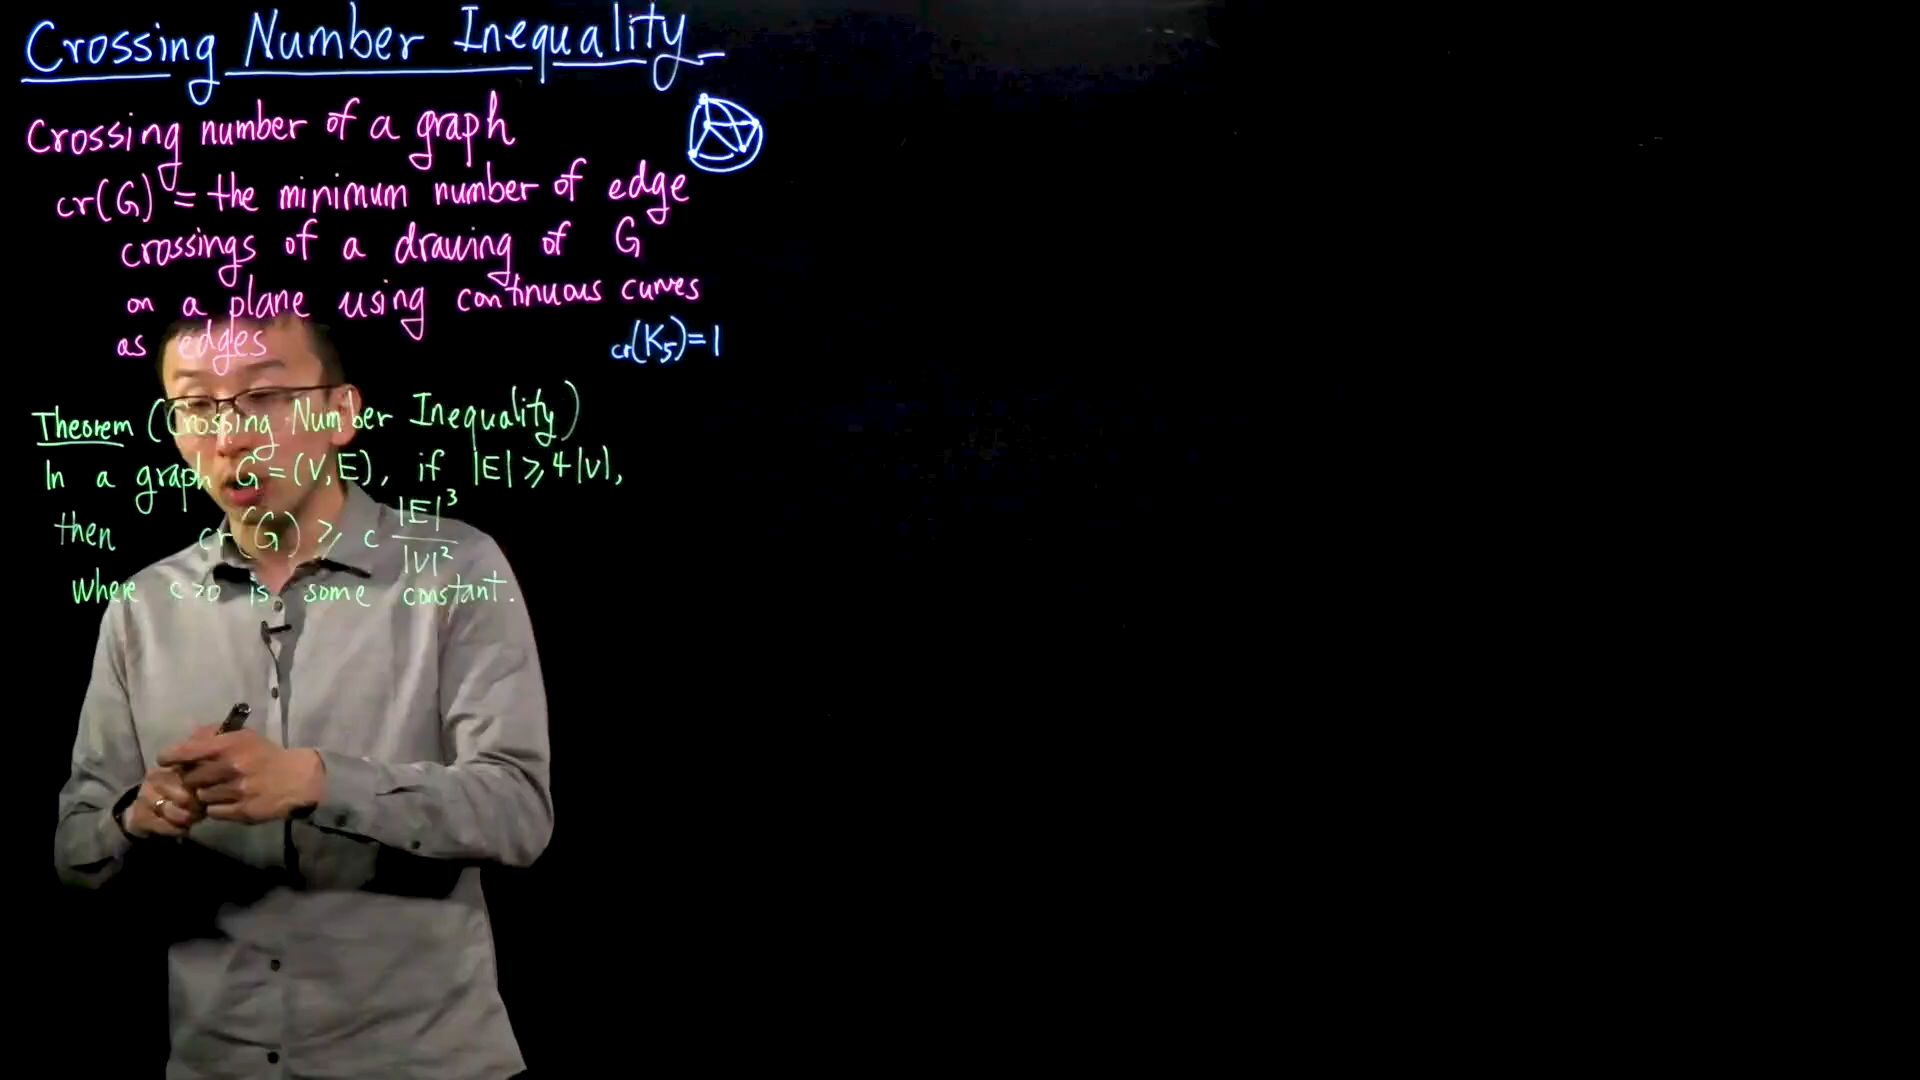 Crossing Number Inequality
Crossing number of a graph
cr(G) = the minimum number of edge
crossings of a drawing of G
on a plane using continuous curves
as edges
cr(K₅)=1
Theorem (Crossing Number Inequality)
In a graph G=(V,E), if |E| ⩾ 4|V|,
then cr(G) ⩾ c |E|³/|V|²
Where c>0 is some constant.